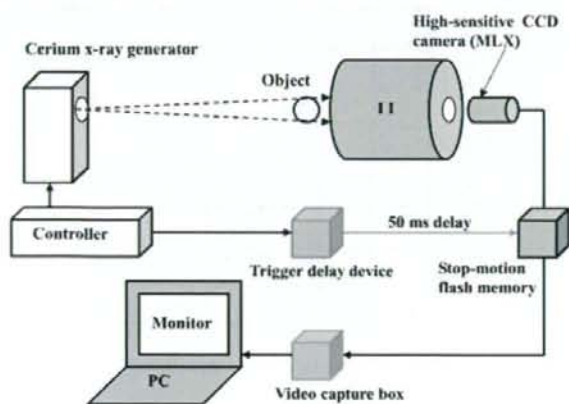 High-sensitive CCD
camera (MLX)
Cerium x-ray generator
Object
I I
Controller
50 ms delay
Trigger delay device
Stop-motion
flash memory
Monitor
PC
Video capture box